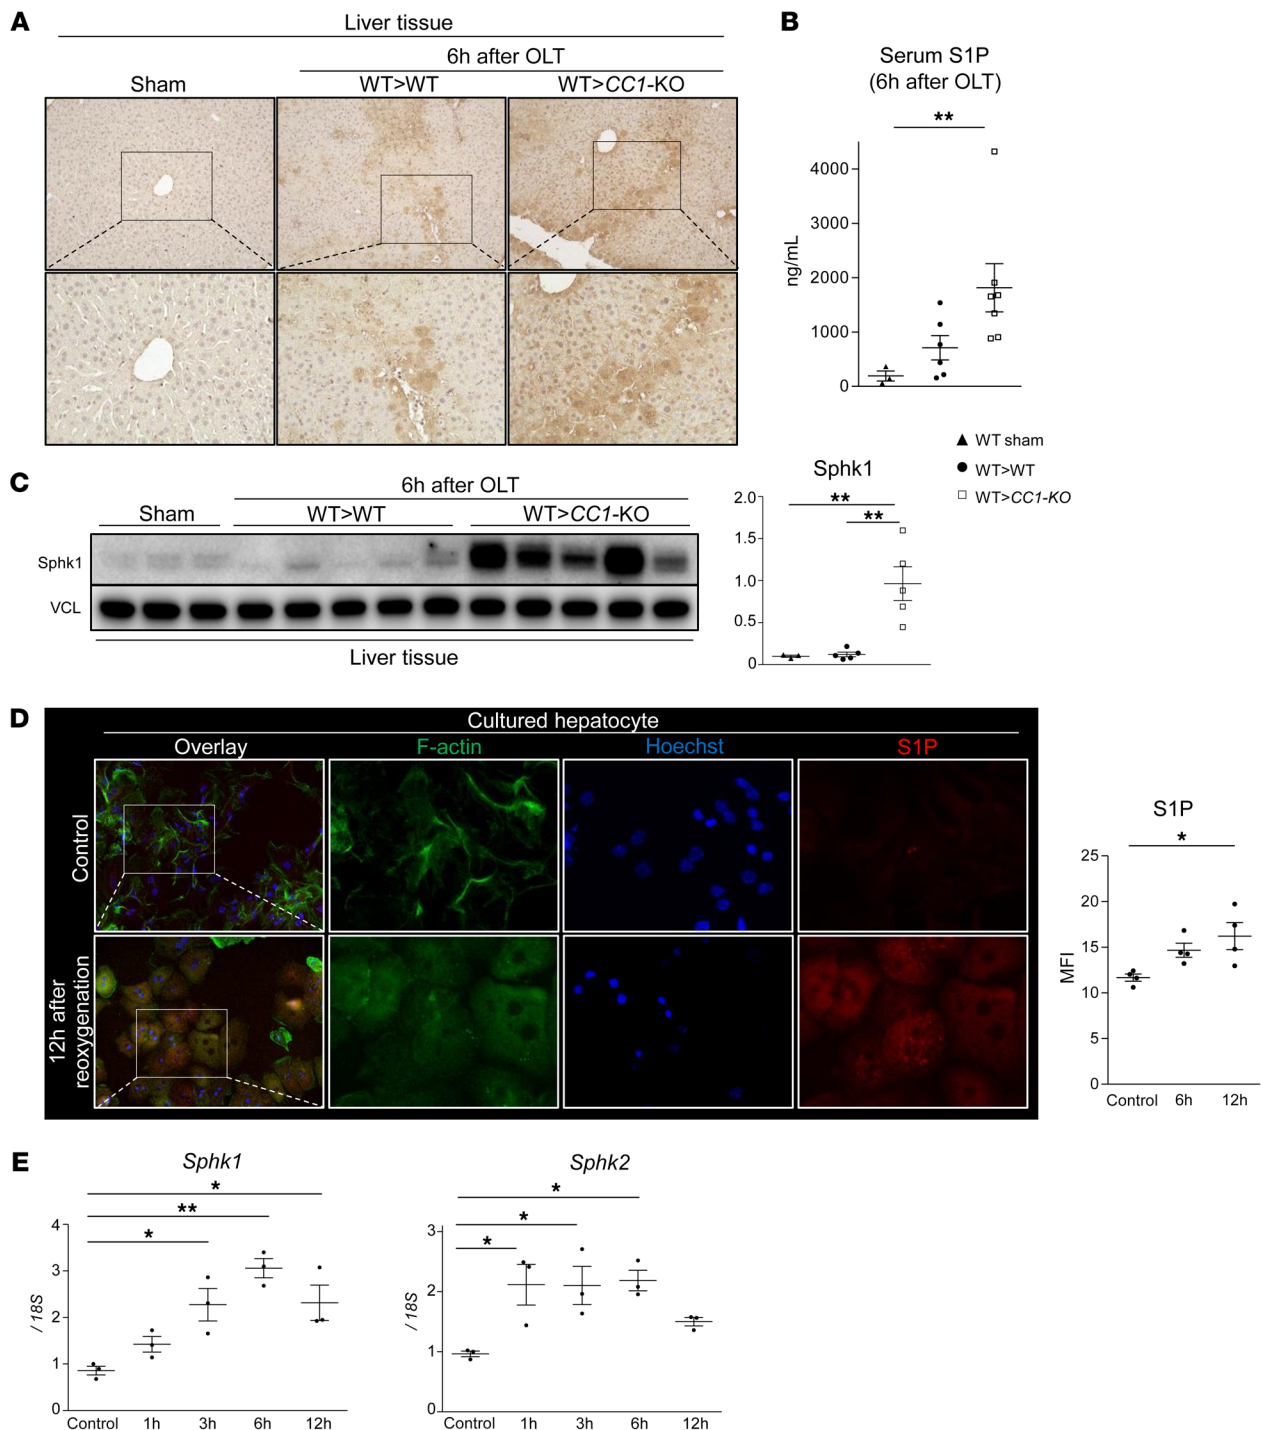 A
Liver tissue
6h after OLT
Sham
WT>WT
WT>CC1-KO
B
Serum S1P
(6h after OLT)
**
ng/mL
4000
3000
2000
1000
0
WT sham
WT>WT
WT>CC1-KO
C
6h after OLT
Sham
WT>WT
WT>CC1-KO
Sphk1
VCL
Liver tissue
Sphk1
**
**
2.0
1.5
1.0
0.5
0
D
Cultured hepatocyte
Overlay
F-actin
Hoechst
S1P
Control
12h after
reoxygenation
S1P
*
MFI
25
20
15
10
5
0
Control 6h 12h
E
Sphk1
*
**
*
/ 18S
4
3
2
1
0
Control 1h 3h 6h 12h
Sphk2
*
*
*
/ 18S
3
2
1
0
Control 1h 3h 6h 12h